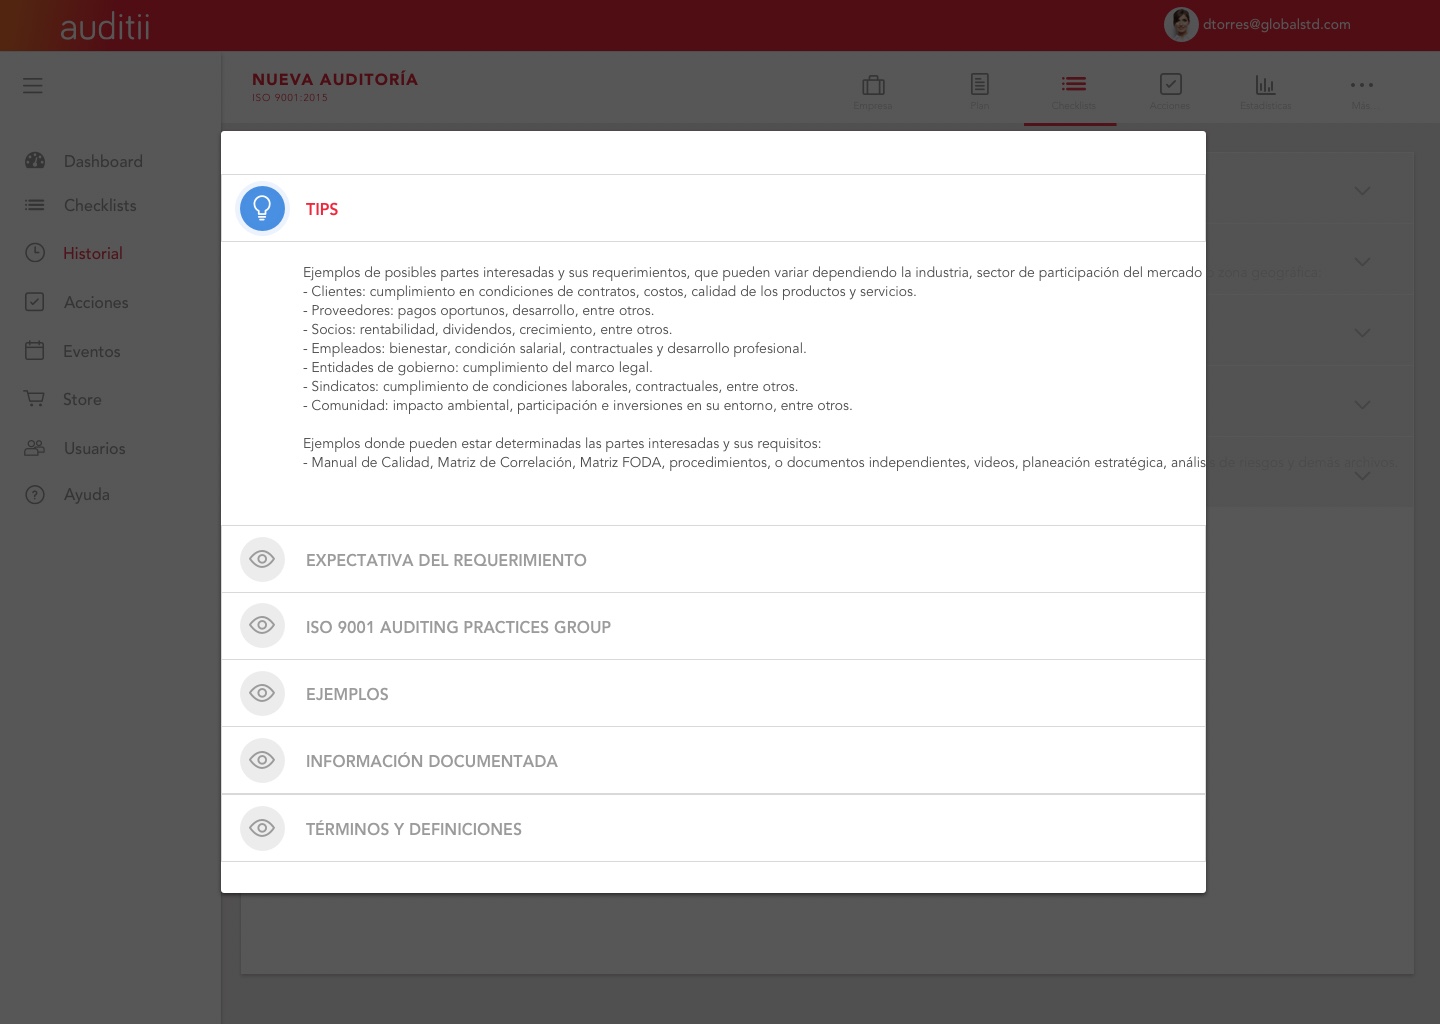 auditii
dtorres@globalstd.com
NUEVA AUDITORÍA
ISO 9001:2015
Empresa
Plan
Checklists
Acciones
Estadísticas
Más...
Dashboard
Checklists
Historial
Acciones
Eventos
Store
Usuarios
Ayuda
TIPS
Ejemplos de posibles partes interesadas y sus requerimientos, que pueden variar dependiendo la industria, sector de participación del mercado o zona geográfica:
- Clientes: cumplimiento en condiciones de contratos, costos, calidad de los productos y servicios.
- Proveedores: pagos oportunos, desarrollo, entre otros.
- Socios: rentabilidad, dividendos, crecimiento, entre otros.
- Empleados: bienestar, condición salarial, contractuales y desarrollo profesional.
- Entidades de gobierno: cumplimiento del marco legal.
- Sindicatos: cumplimiento de condiciones laborales, contractuales, entre otros.
- Comunidad: impacto ambiental, participación e inversiones en su entorno, entre otros.
Ejemplos donde pueden estar determinadas las partes interesadas y sus requisitos:
- Manual de Calidad, Matriz de Correlación, Matriz FODA, procedimientos, o documentos independientes, videos, planeación estratégica, análisis de riesgos y demás archivos.
EXPECTATIVA DEL REQUERIMIENTO
ISO 9001 AUDITING PRACTICES GROUP
EJEMPLOS
INFORMACIÓN DOCUMENTADA
TÉRMINOS Y DEFINICIONES